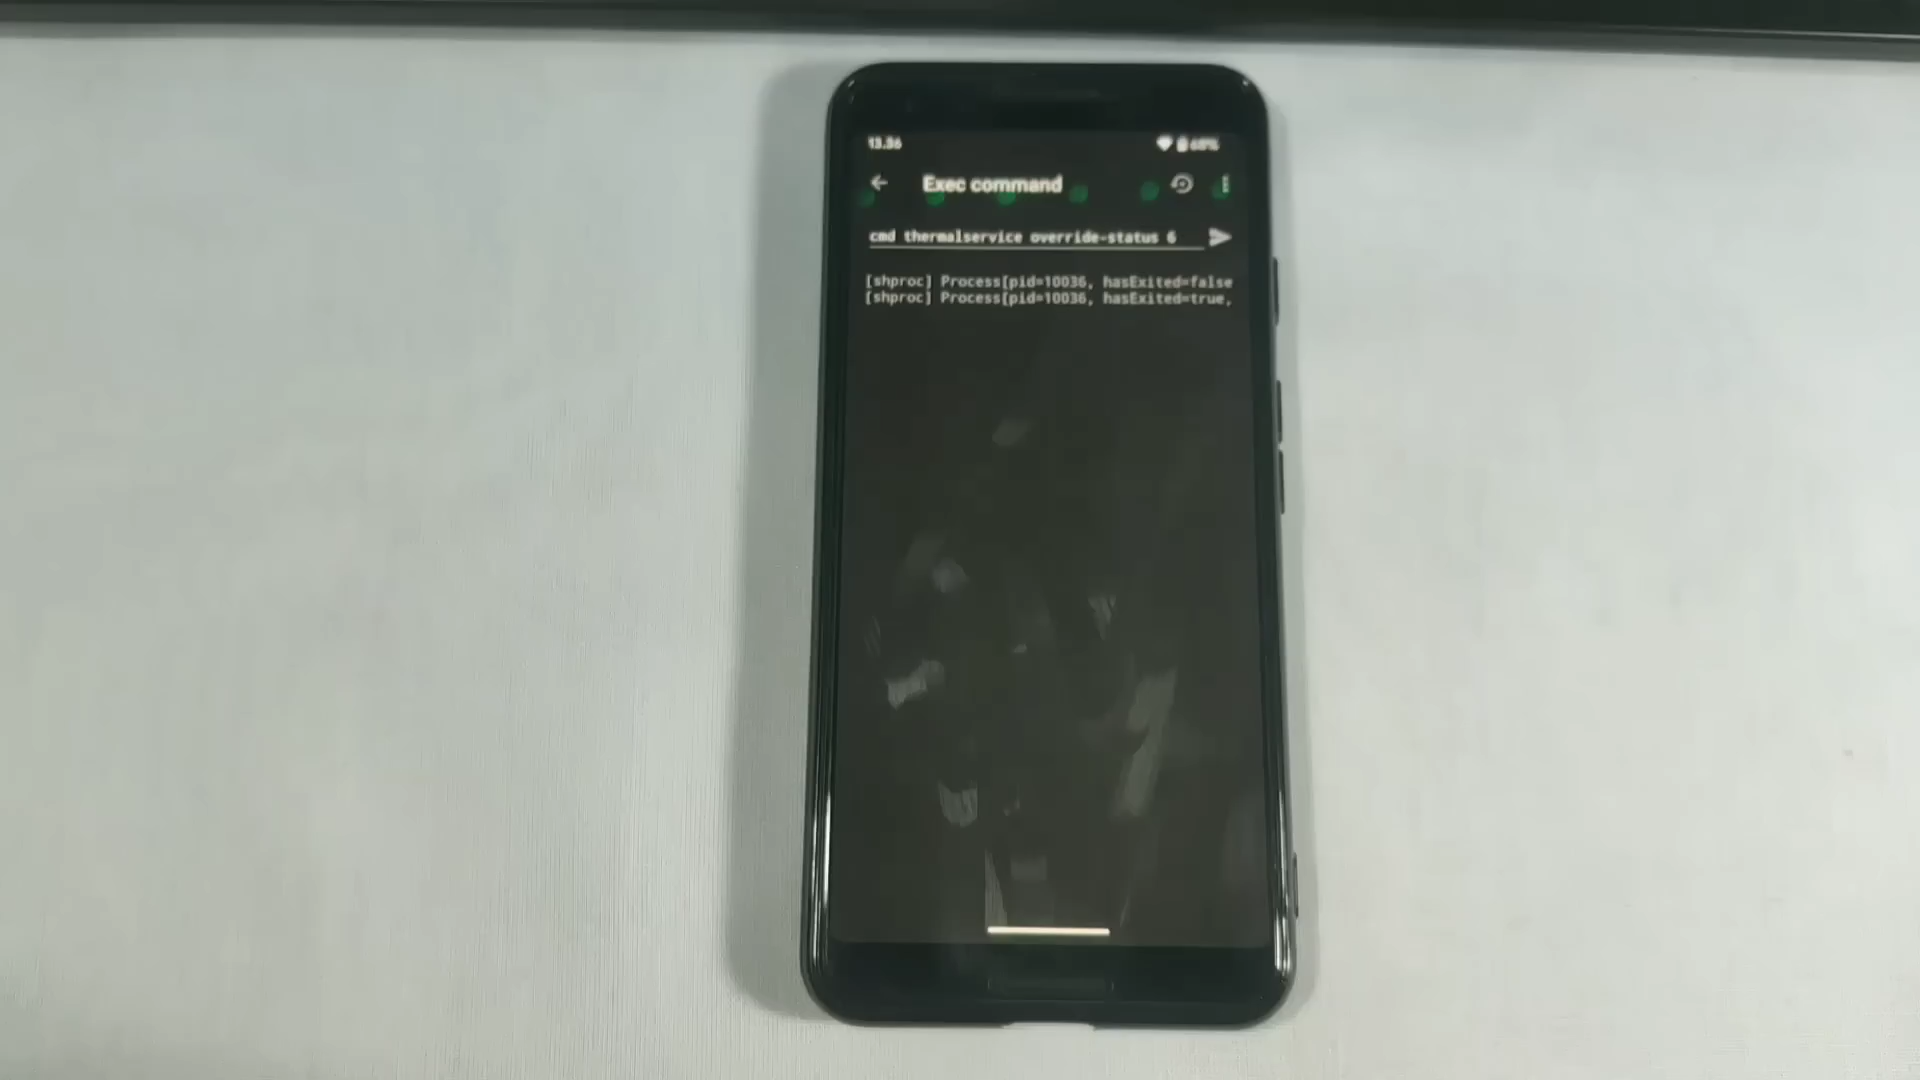 13.36
68%
Exec command
cmd thermalservice override-status 6
[shproc] Process[pid=10036, hasExited=false
[shproc] Process[pid=10036, hasExited=true,